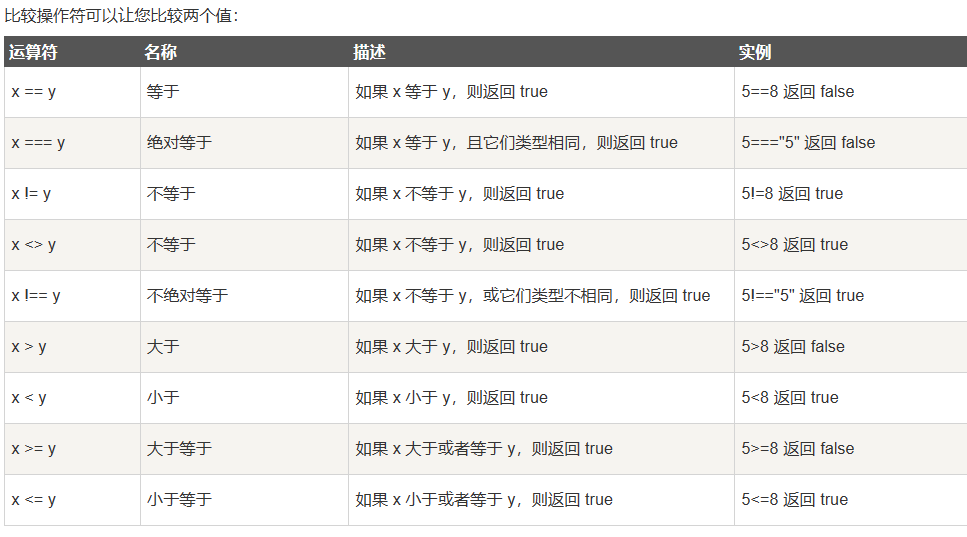 比较操作符可以让您比较两个值：
运算符 名称 描述 实例
x == y 等于 如果 x 等于 y，则返回 true 5==8 返回 false
x === y 绝对等于 如果 x 等于 y，且它们类型相同，则返回 true 5==="5" 返回 false
x != y 不等于 如果 x 不等于 y，则返回 true 5!=8 返回 true
x <> y 不等于 如果 x 不等于 y，则返回 true 5<>8 返回 true
x !== y 不绝对等于 如果 x 不等于 y，或它们类型不相同，则返回 true 5!=="5" 返回 true
x > y 大于 如果 x 大于 y，则返回 true 5>8 返回 false
x < y 小于 如果 x 小于 y，则返回 true 5<8 返回 true
x >= y 大于等于 如果 x 大于或者等于 y，则返回 true 5>=8 返回 false
x <= y 小于等于 如果 x 小于或者等于 y，则返回 true 5<=8 返回 true